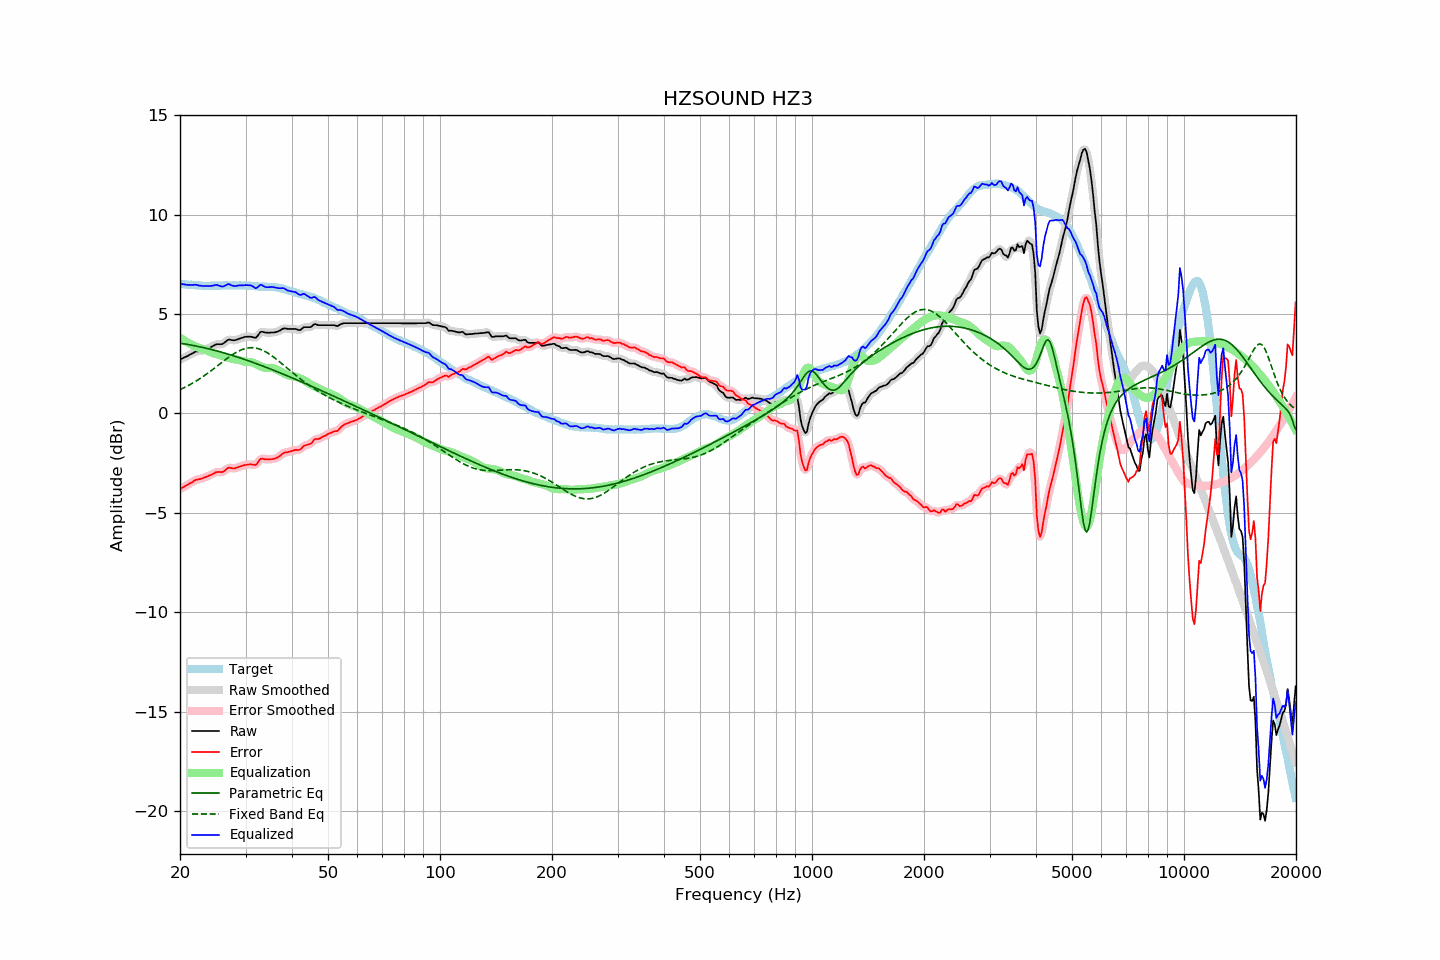 HZSOUND HZ3
15
10
5
0
−5
−10
−15
−20
Amplitude (dBr)
Target
Raw Smoothed
Error Smoothed
Raw
Error
Equalization
Parametric Eq
Fixed Band Eq
Equalized
20 50 100 200 500 1000 2000 5000 10000 20000
Frequency (Hz)